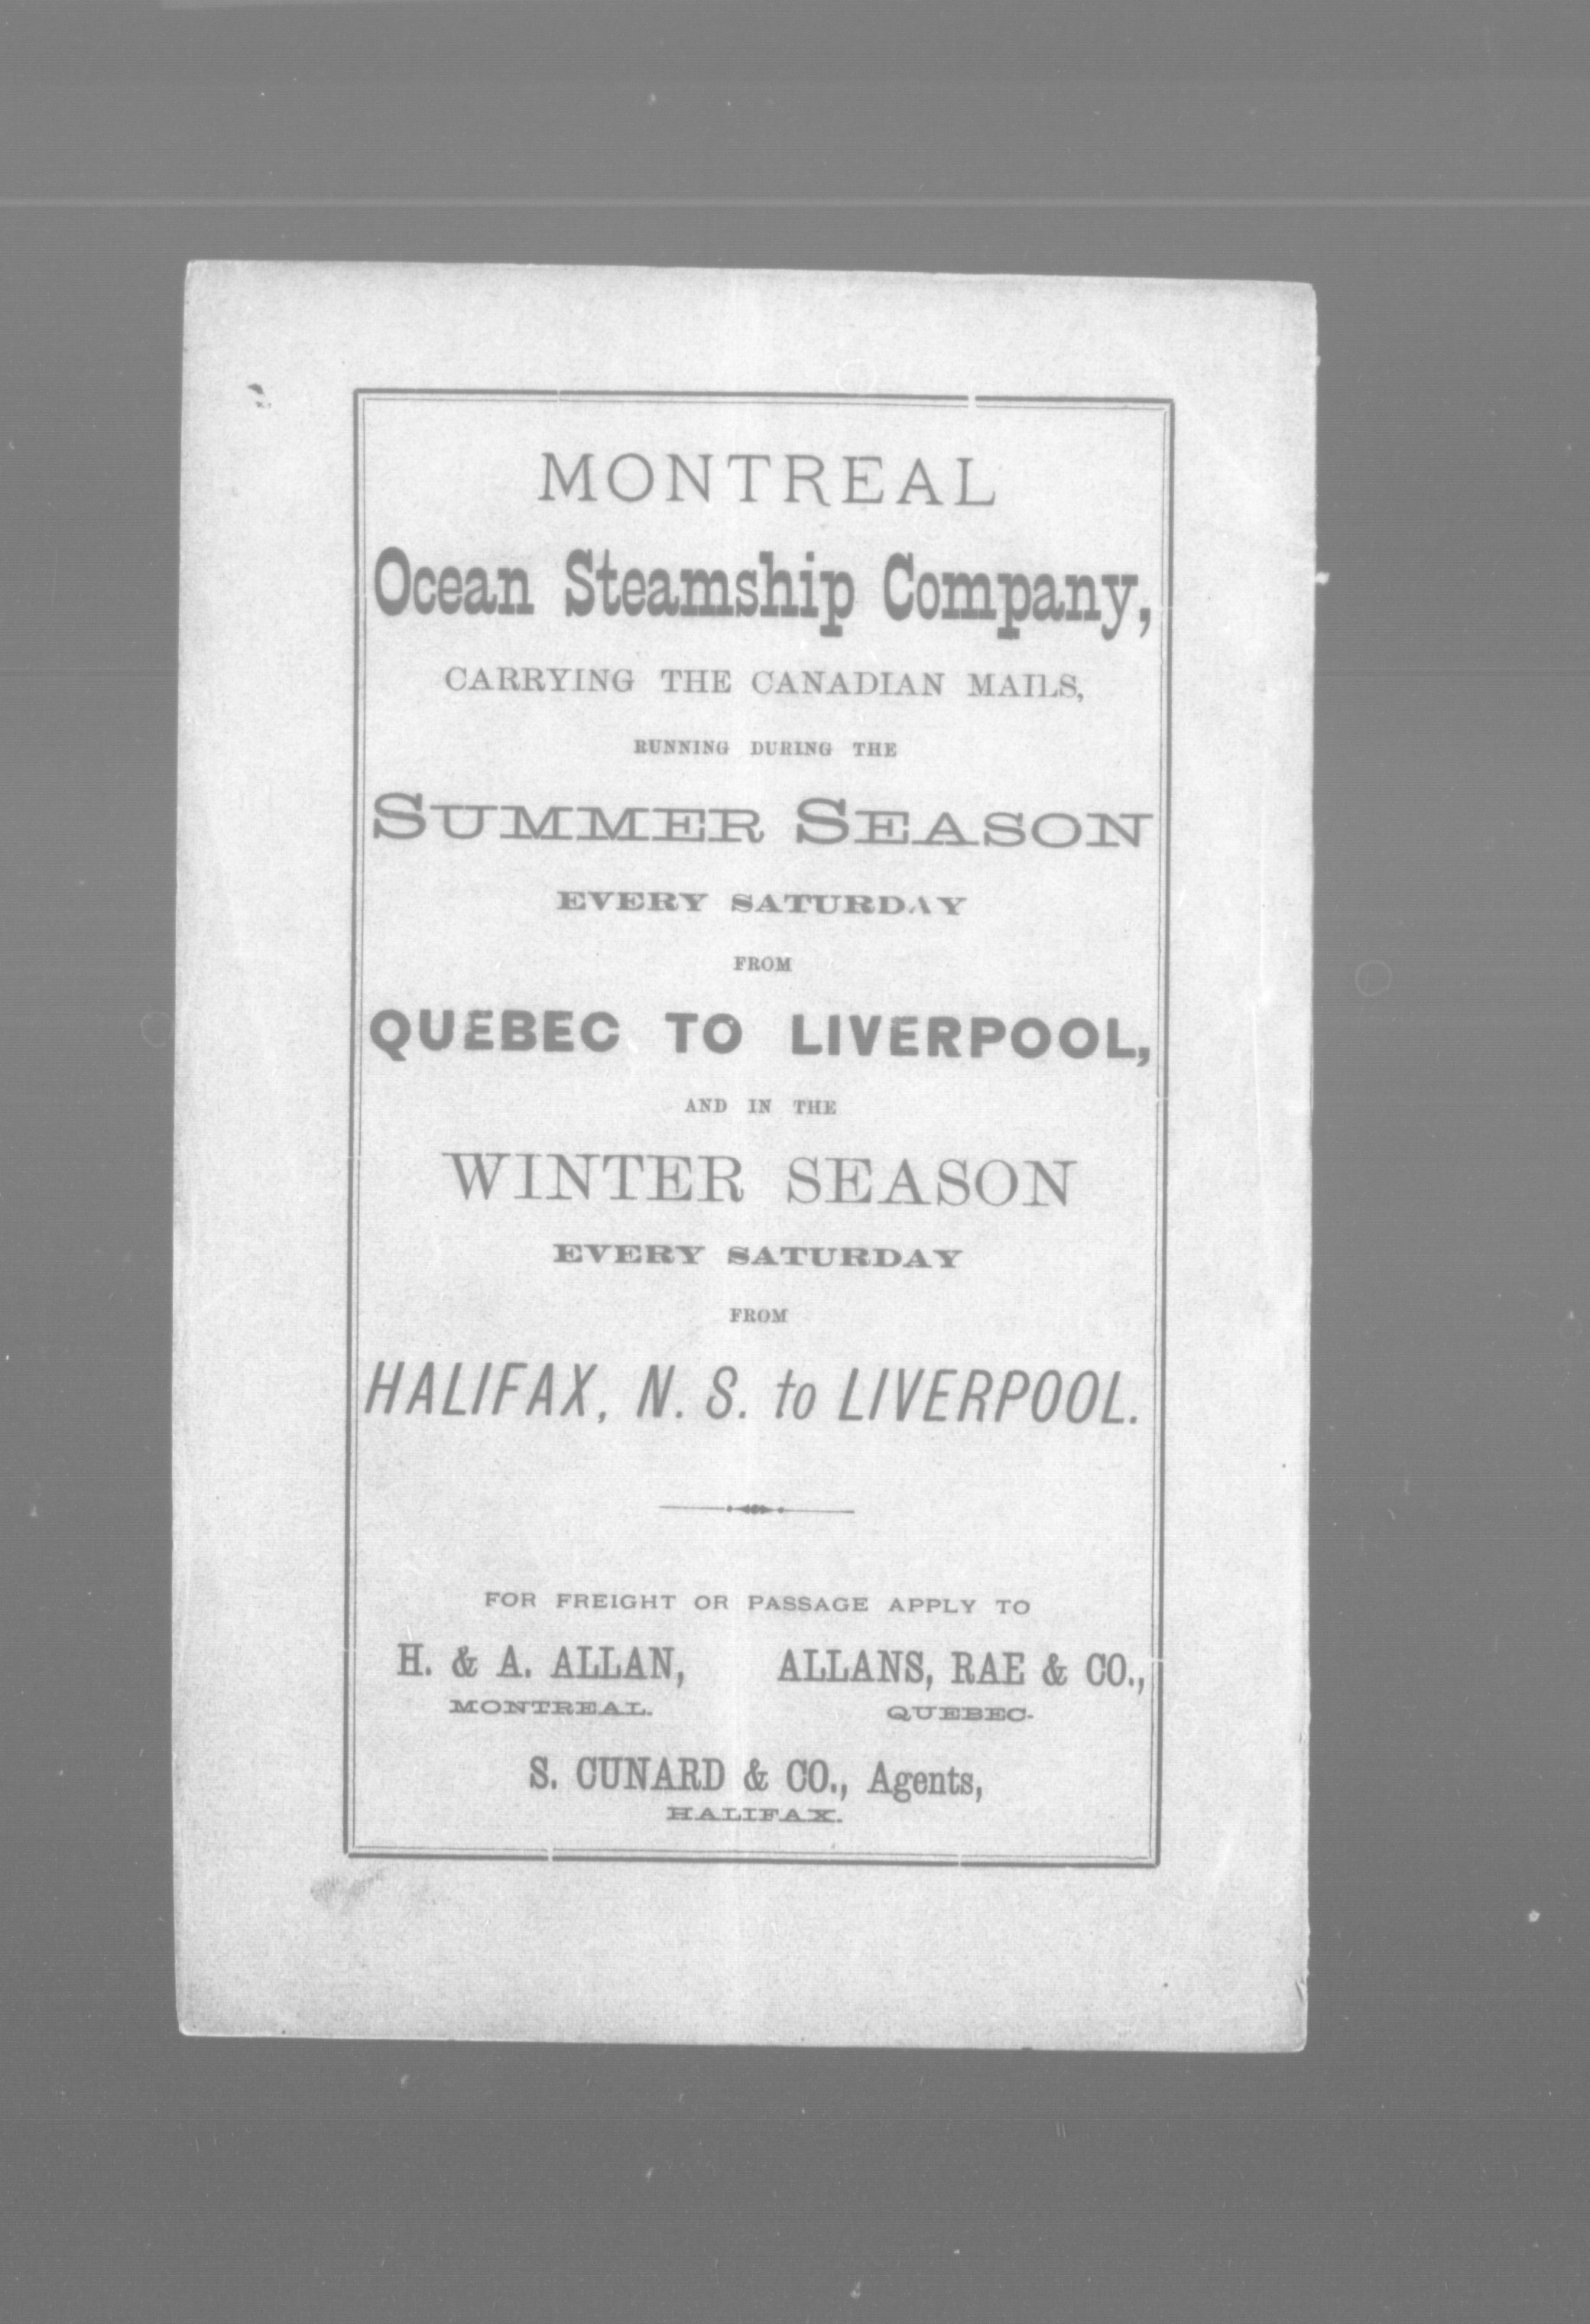 MONTREAL
Ocean Steamship Company,
CARRYING THE CANADIAN MAILS,
RUNNING DURING THE
SUMMER SEASON
EVERY SATURDAY
FROM
QUEBEC TO LIVERPOOL,
AND IN THE
WINTER SEASON
EVERY SATURDAY
FROM
HALIFAX, N. S. to LIVERPOOL.
FOR FREIGHT OR PASSAGE APPLY TO
H. & A. ALLAN, ALLANS, RAE & CO.,
MONTREAL. QUEBEC.
S. CUNARD & CO., Agents,
HALIFAX.